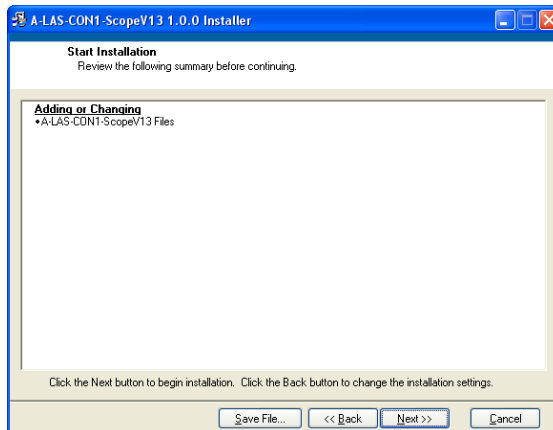 A-LAS-CON1-ScopeV13 1.0.0 Installer
Start Installation
Review the following summary before continuing.
Adding or Changing
•A-LAS-CON1-ScopeV13 Files
Click the Next button to begin installation. Click the Back button to change the installation settings.
Save File... << Back Next >> Cancel